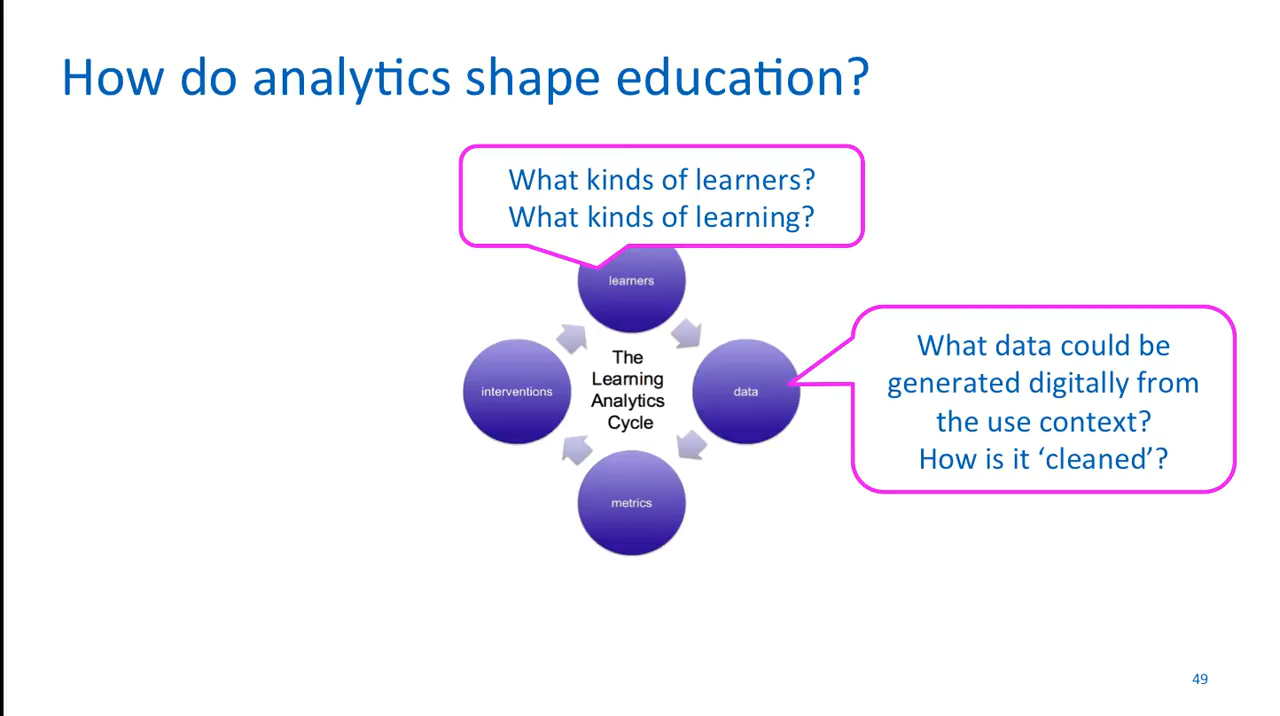 How do analytics shape education?
What kinds of learners?
What kinds of learning?
learners
What data could be
generated digitally from
the use context?
How is it ‘cleaned’?
The
Learning
Analytics
Cycle
interventions
data
metrics
49